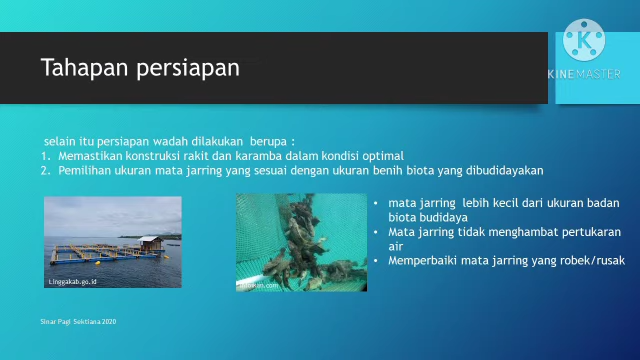 Tahapan persiapan
KINEMASTER
selain itu persiapan wadah dilakukan berupa :
1. Memastikan konstruksi rakit dan karamba dalam kondisi optimal
2. Pemilihan ukuran mata jarring yang sesuai dengan ukuran benih biota yang dibudidayakan
• mata jarring lebih kecil dari ukuran badan
biota budidaya
• Mata jarring tidak menghambat pertukaran
air
• Memperbaiki mata jarring yang robek/rusak
Linggakab.go.id
Sinar Pagi Sektiana 2020